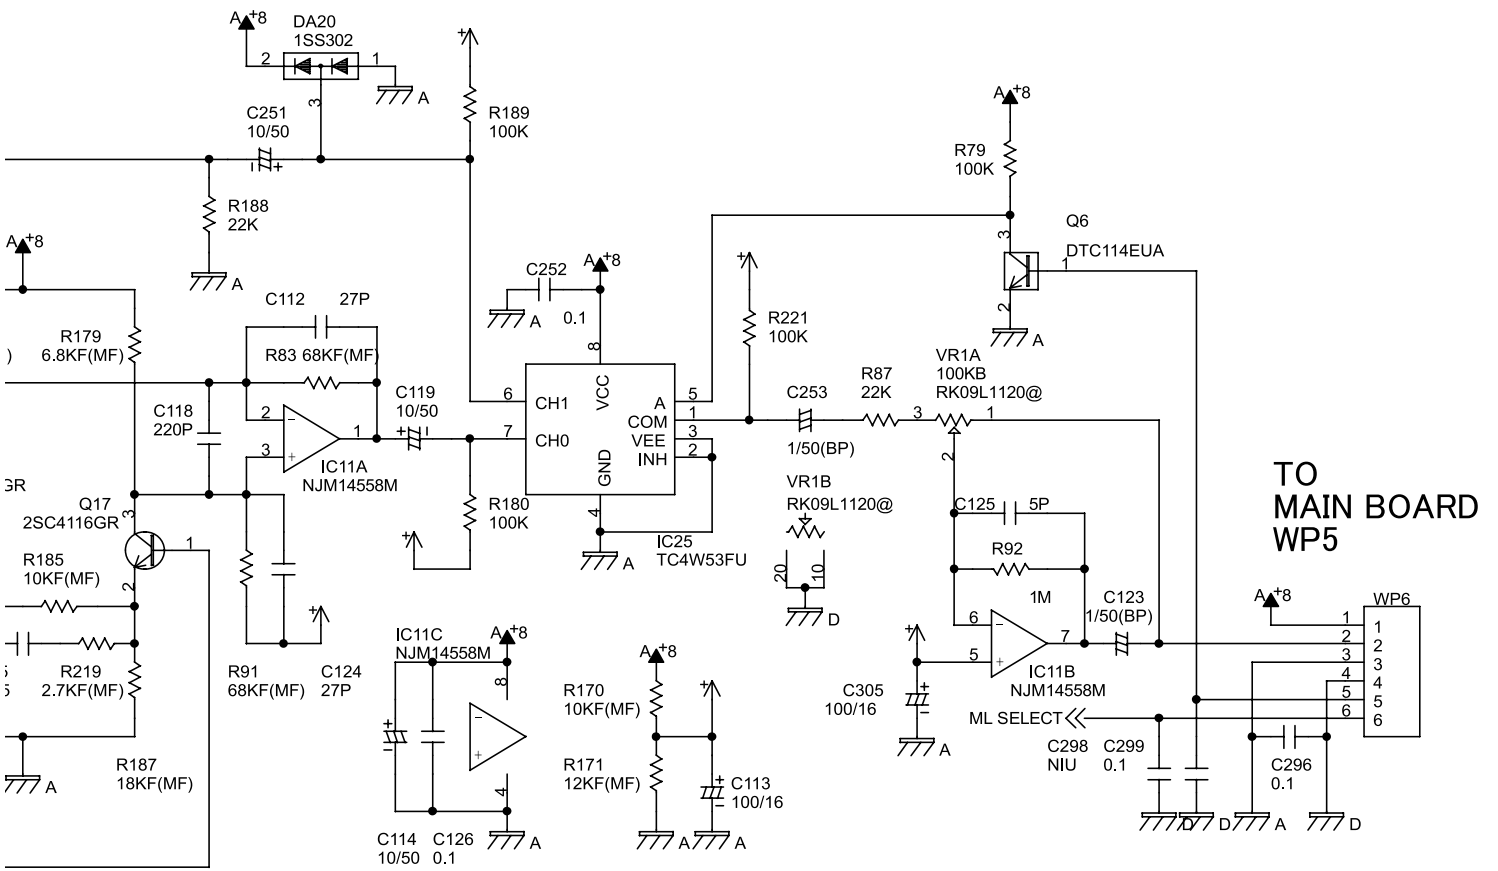 A +8
DA20
1SS302
2
1
A
3
+
C251
10/50
- +
R189
100K
R188
22K
A
A +8
R79
100K
Q6
DTC114EUA
3
1
2
A
A +8
R179
6.8KF(MF)
)
C112 27P
R83 68KF(MF)
C252
A
0.1
A +8
8
+
R221
100K
C118
220P
2
-
3
+
1
IC11A
NJM14558M
C119
10/50
+ -
6
7
CH1
CH0
VCC
GND
A
COM
VEE
INH
5
1
3
2
4
A
IC25
TC4W53FU
R180
100K
+
C253
1/50(BP)
R87
22K
VR1A
100KB
RK09L1120@
3
1
2
VR1B
RK09L1120@
20
10
D
GR
Q17
2SC4116GR
3
1
2
R185
10KF(MF)
5
5
R219
2.7KF(MF)
R187
18KF(MF)
A
R91
68KF(MF)
C124
27P
+
IC11C
NJM14558M
A +8
8
-
+
4
A
+
-
C114
10/50
C126
0.1
A +8
R170
10KF(MF)
R171
12KF(MF)
A
+
+
-
C113
100/16
A
C125 5P
R92
1M
6
-
5
+
7
IC11B
NJM14558M
C123
1/50(BP)
+
C305
100/16
+
-
A
ML SELECT
C298
NIU
C299
0.1
D
D
C296
0.1
A
D
TO
MAIN BOARD
WP5
A +8
WP6
1 1
2 2
3 3
4 4
5 5
6 6